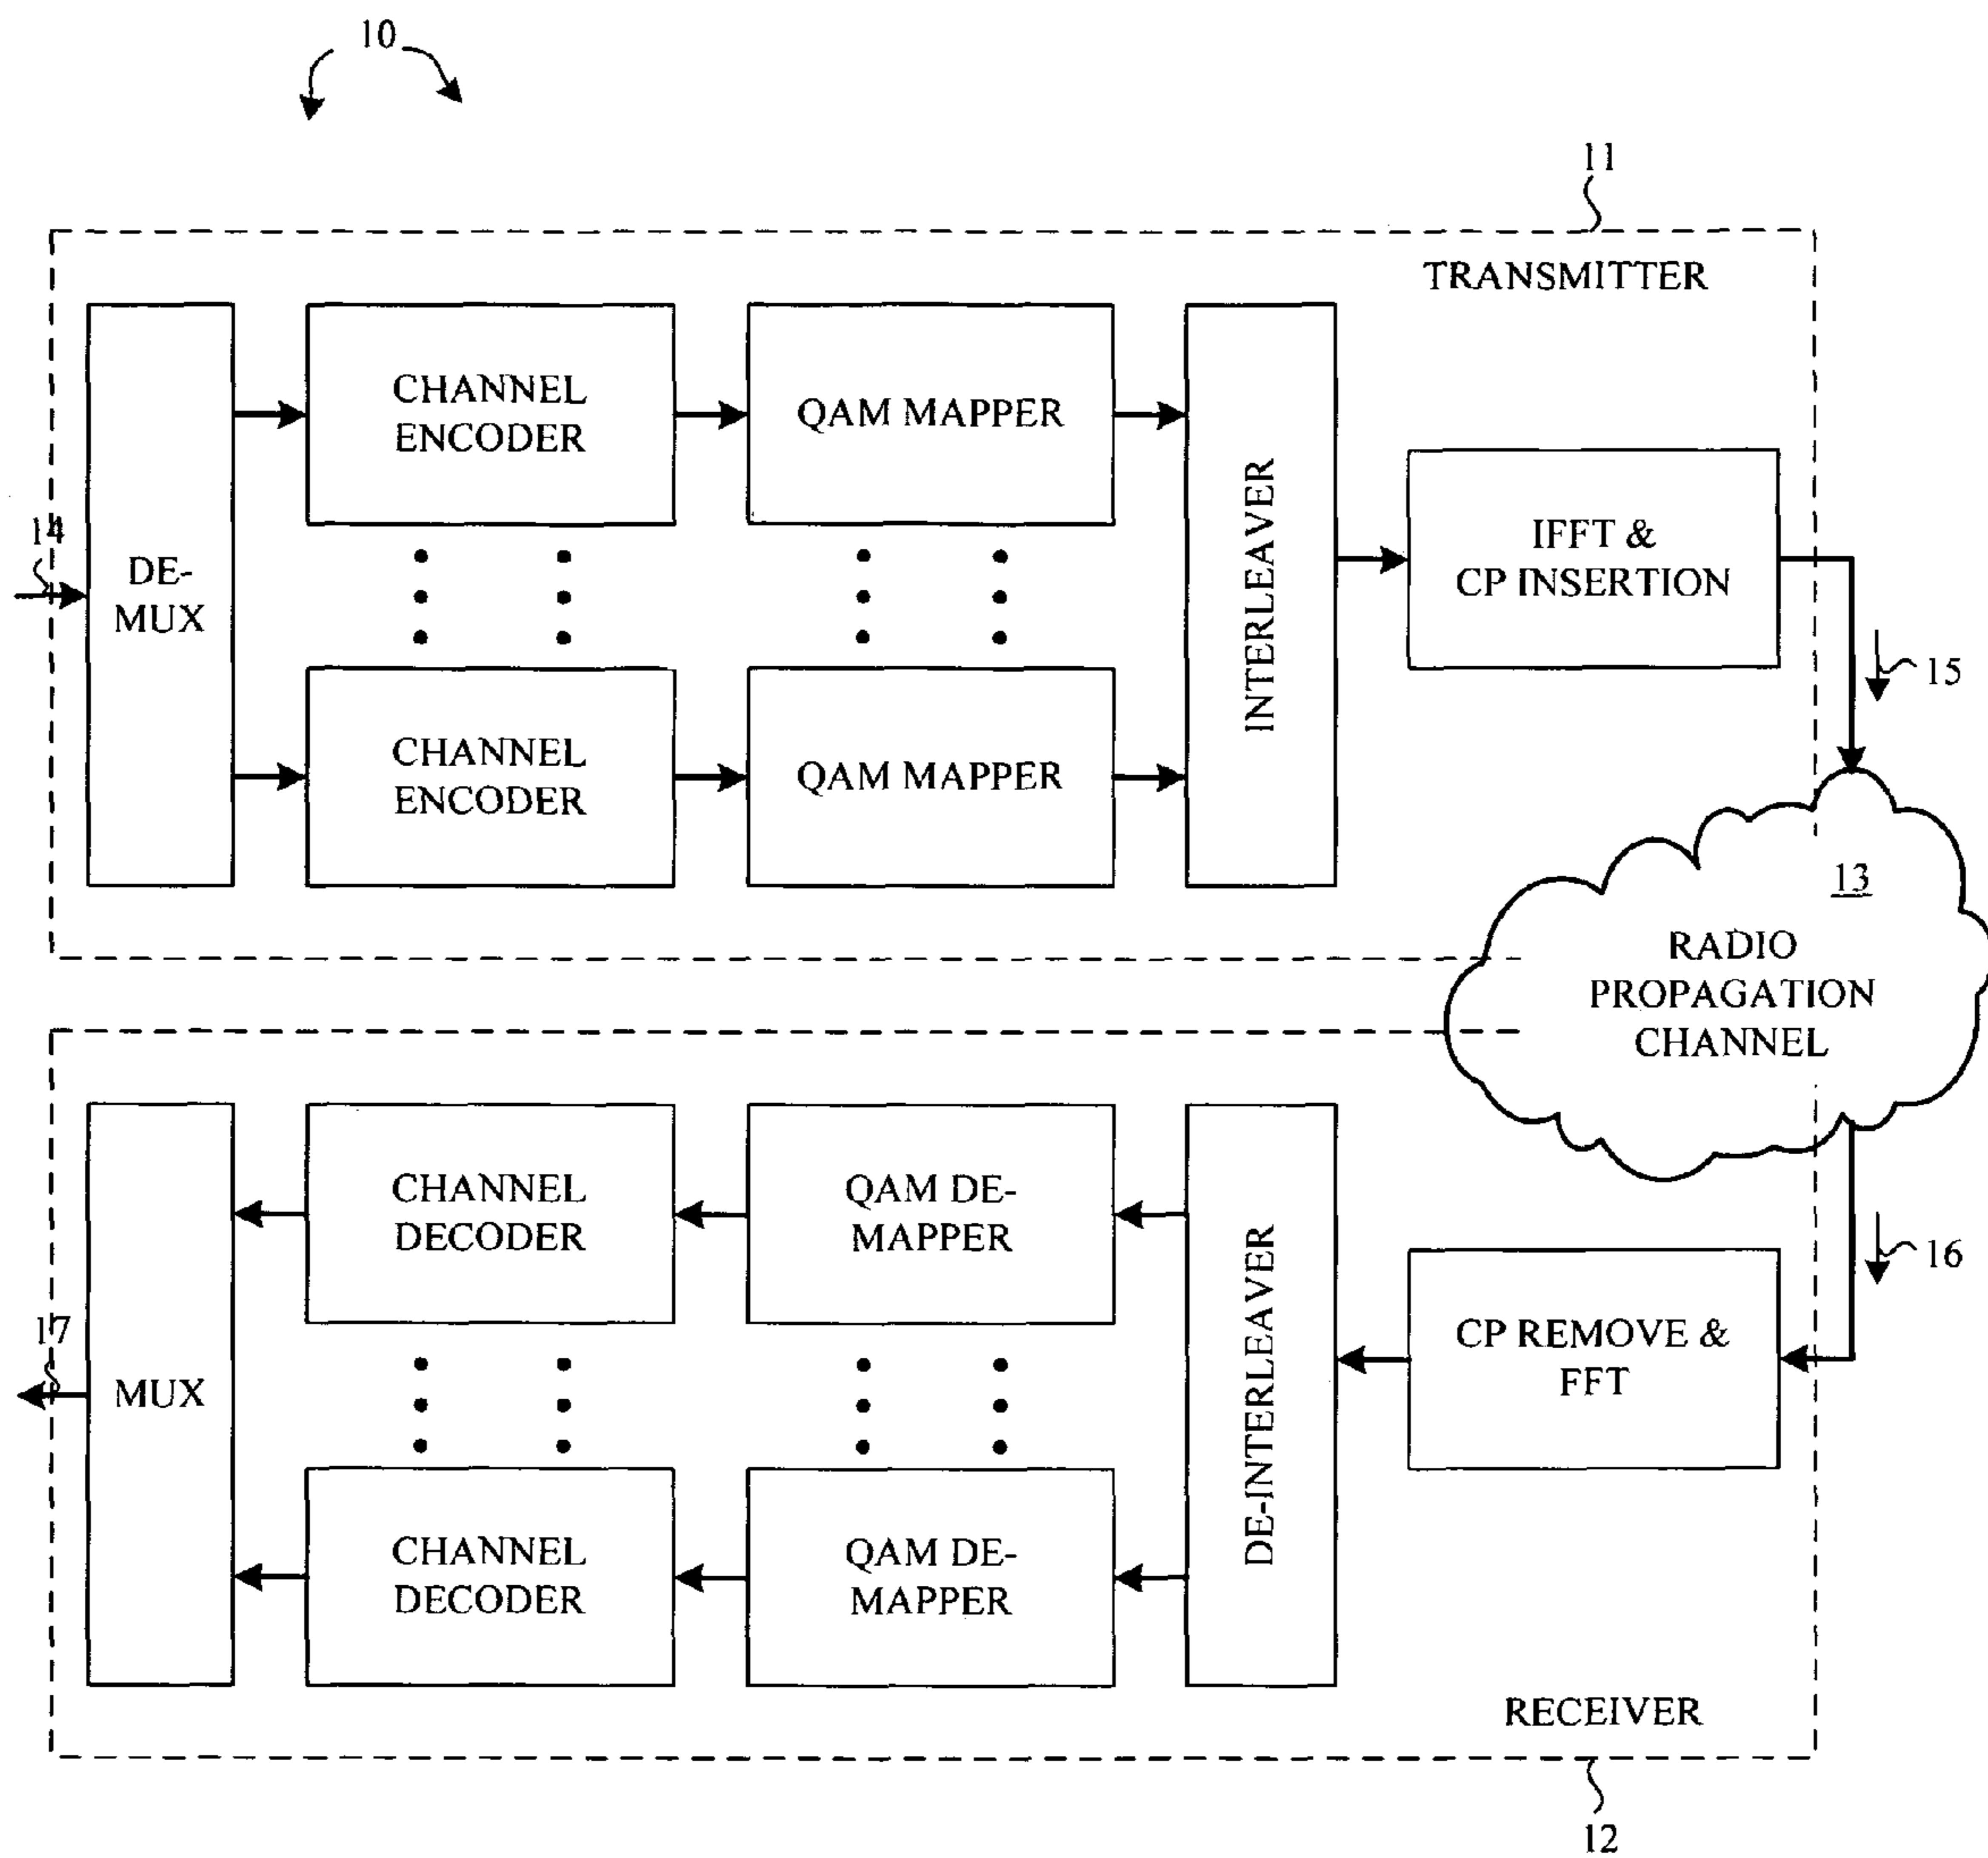 10
11
TRANSMITTER
CHANNEL
ENCODER
QAM MAPPER
INTERLEAVER
IFFT &
CP INSERTION
14
DE-
MUX
15
CHANNEL
ENCODER
QAM MAPPER
13
RADIO
PROPAGATION
CHANNEL
CHANNEL
DECODER
QAM DE-
MAPPER
DE-INTERLEAVER
16
CP REMOVE &
FFT
17
MUX
CHANNEL
DECODER
QAM DE-
MAPPER
RECEIVER
12